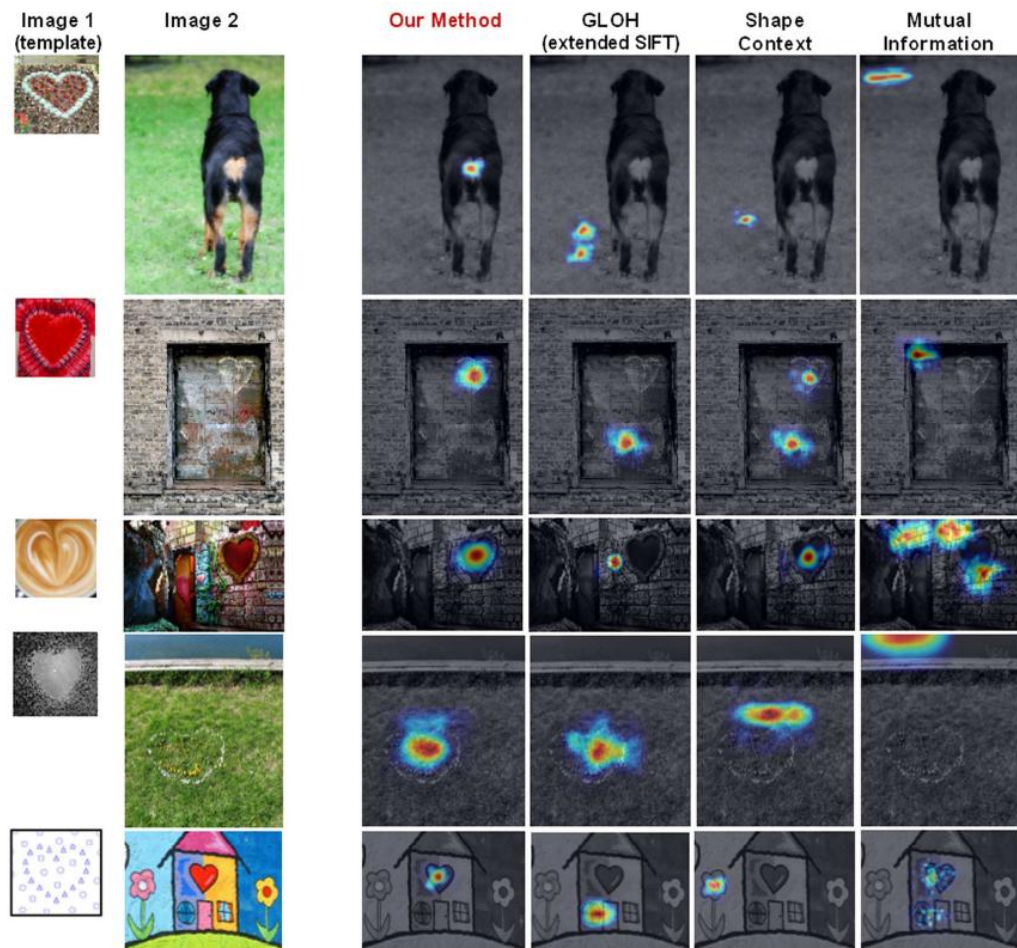 Image 1
(template)
Image 2
Our Method
GLOH
(extended SIFT)
Shape
Context
Mutual
Information